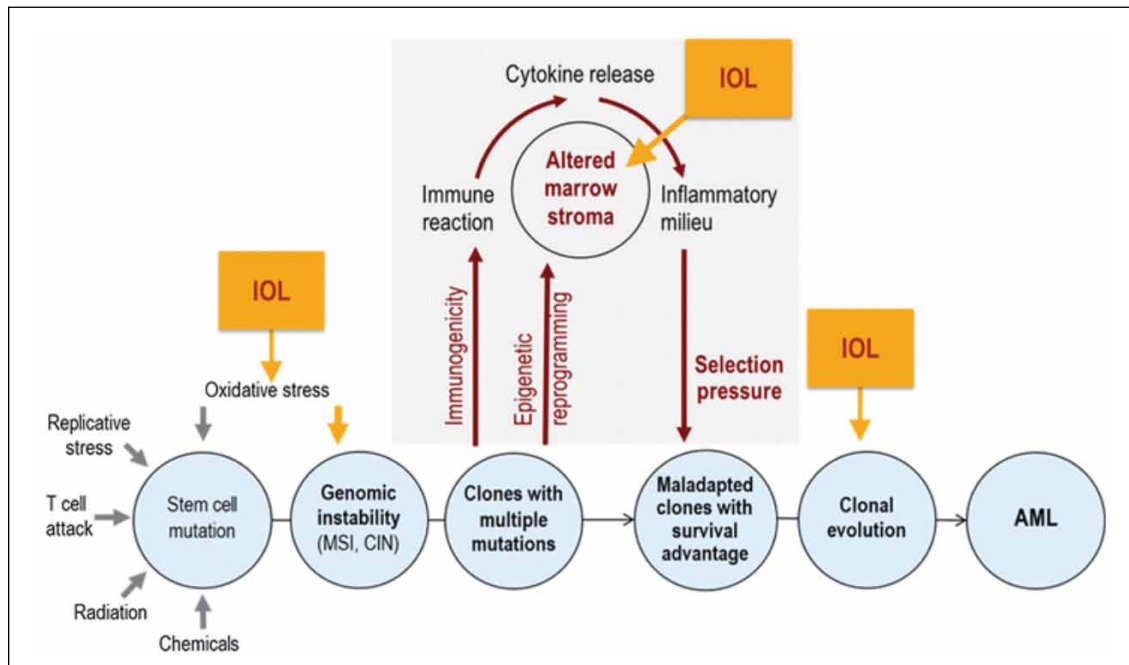 Cytokine release
IOL
Altered
marrow
stroma
Immune
reaction
Inflammatory
milieu
IOL
Immunogenicity
Epigenetic
reprogramming
Selection
pressure
IOL
Oxidative stress
Replicative
stress
T cell
attack
Radiation
Chemicals
Stem cell
mutation
Genomic
instability
(MSI, CIN)
Clones with
multiple
mutations
Maladapted
clones with
survival
advantage
Clonal
evolution
AML